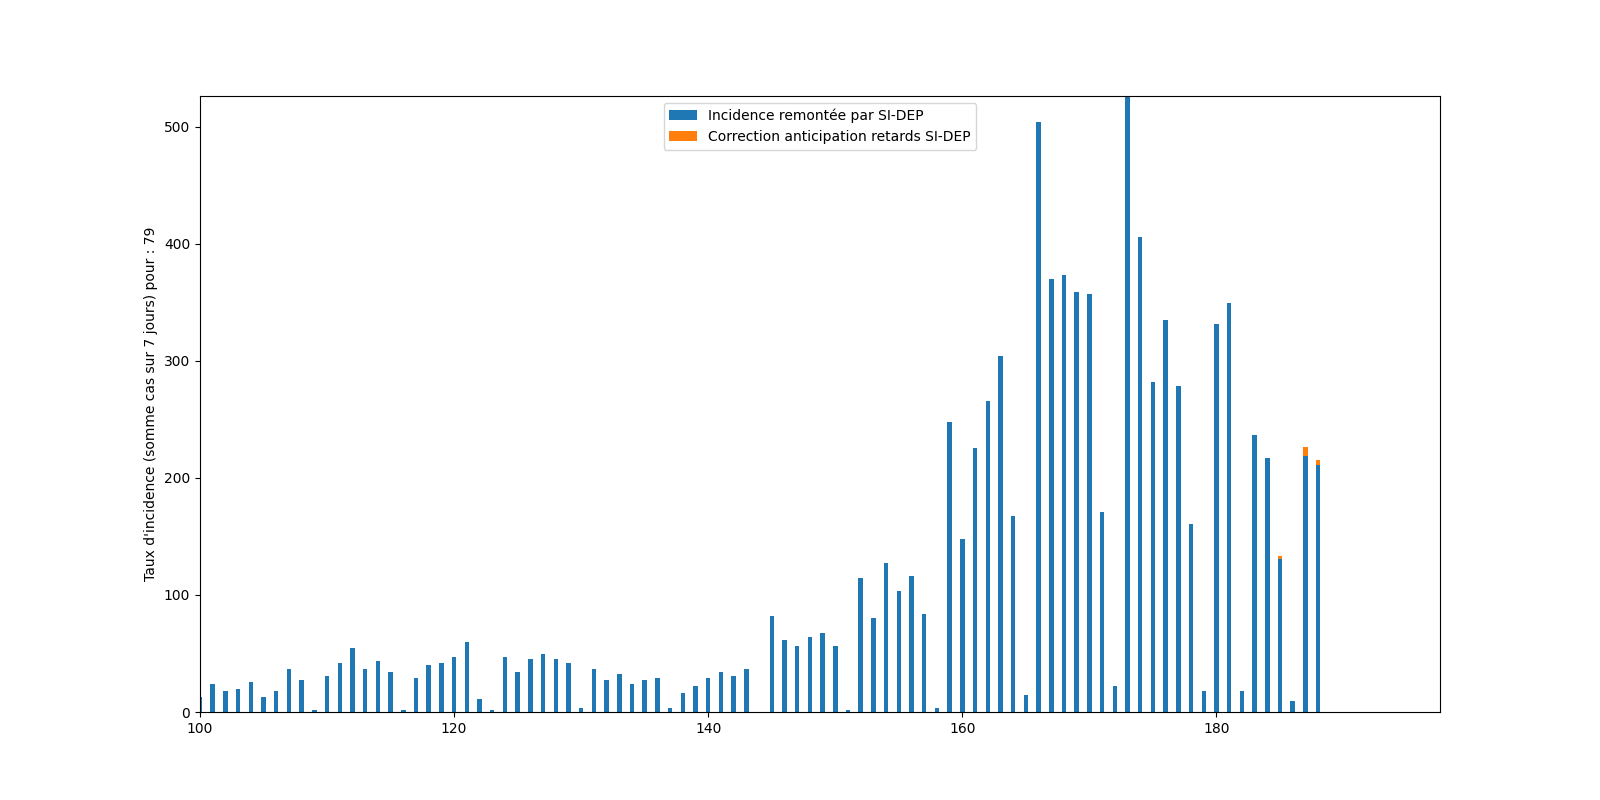 Incidence remontée par SI-DEP
Correction anticipation retards SI-DEP
Taux d'incidence (somme cas sur 7 jours) pour : 79
500
400
300
200
100
0
100 120 140 160 180